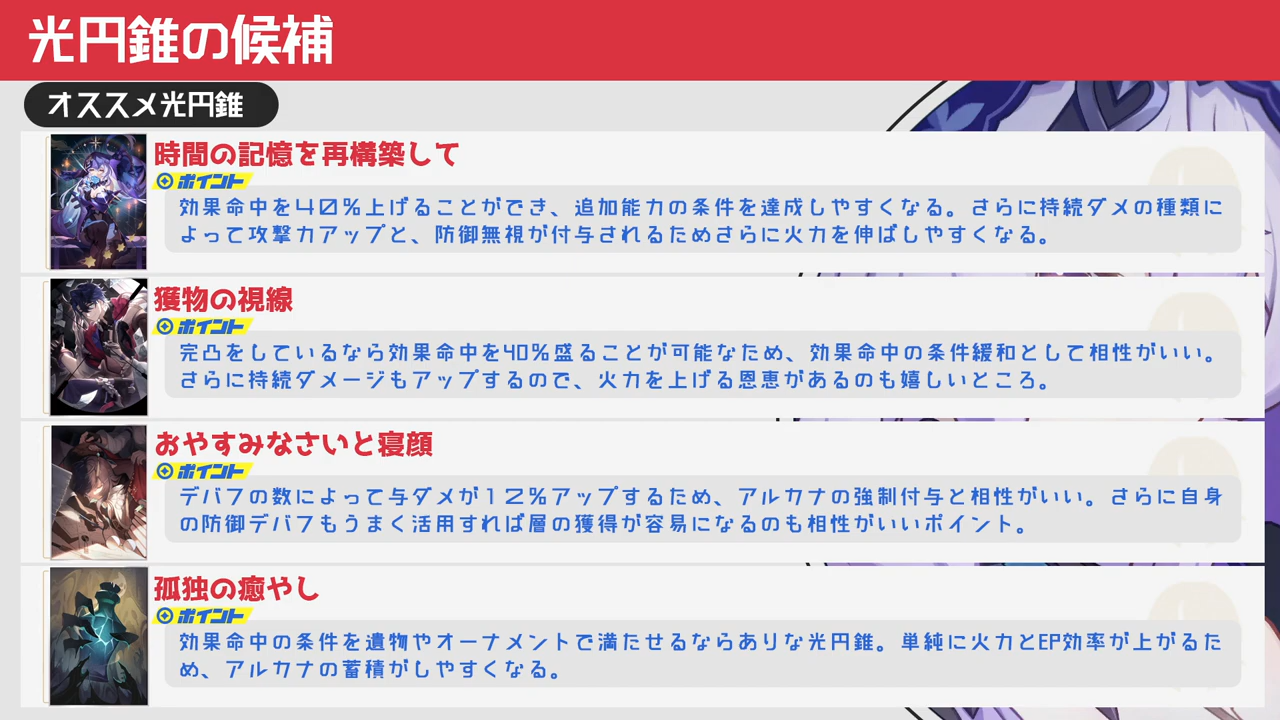 光円錐の候補
オススメ光円錐
時間の記憶を再構築して
ポイント
効果命中を40%上げることができ、追加能力の条件を達成しやすくなる。さらに持続ダメの種類に
よって攻撃力アップと、防御無視が付与されるためさらに火力を伸ばしやすくなる。
獲物の視線
ポイント
完凸をしているなら効果命中を40%盛ることが可能なため、効果命中の条件緩和として相性がいい。
さらに持続ダメージもアップするので、火力を上げる恩恵があるのも嬉しいところ。
おやすみなさいと寝顔
ポイント
デバフの数によって与ダメが12%アップするため、アルカナの強制付与と相性がいい。さらに自身
の防御デバフもうまく活用すれば層の獲得が容易になるのも相性がいいポイント。
孤独の癒やし
ポイント
効果命中の条件を遺物やオーナメントで満たせるならありな光円錐。単純に火力とEP効率が上がるた
め、アルカナの蓄積がしやすくなる。